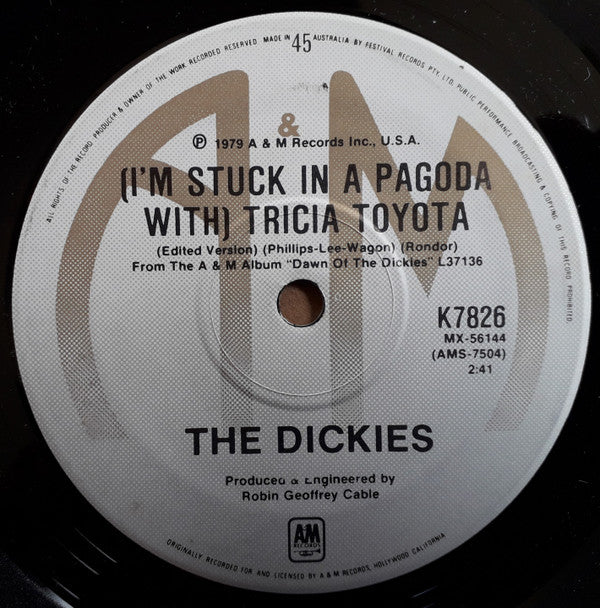 ALL RIGHTS OF THE RECORD PRODUCER & OWNER OF THE WORK RECORDED RESERVED MADE IN 45 AUSTRALIA BY FESTIVAL RECORDS PTY. LTD. PUBLIC PERFORMANCE BROADCASTING & COPYING OF THIS RECORD PROHIBITED.
&
℗ 1979 A & M Records Inc., U.S.A.
(I'M STUCK IN A PAGODA
WITH) TRICIA TOYOTA
(Edited Version) (Phillips-Lee-Wagon) (Rondor)
From The A & M Album "Dawn Of The Dickies" L37136
K7826
MX-56144
(AMS-7504)
2:41
THE DICKIES
Produced & Engineered by
Robin Geoffrey Cable
AM
RECORDS
ORIGINALLY RECORDED FOR AND LICENSED BY A & M RECORDS, HOLLYWOOD CALIFORNIA